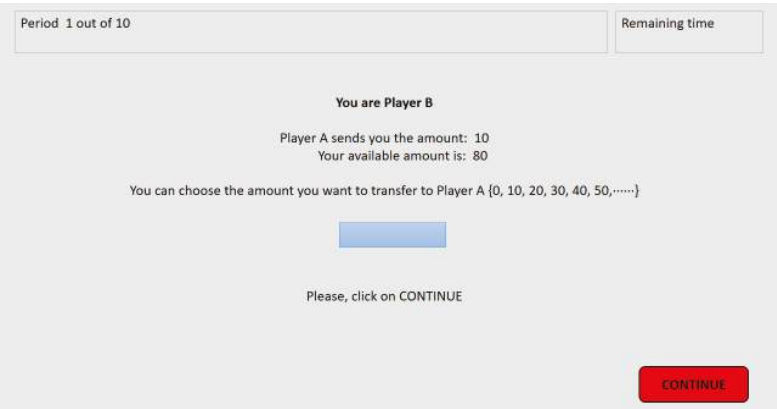 Period 1 out of 10
Remaining time
You are Player B
Player A sends you the amount: 10
Your available amount is: 80
You can choose the amount you want to transfer to Player A {0, 10, 20, 30, 40, 50,······}
Please, click on CONTINUE
CONTINUE